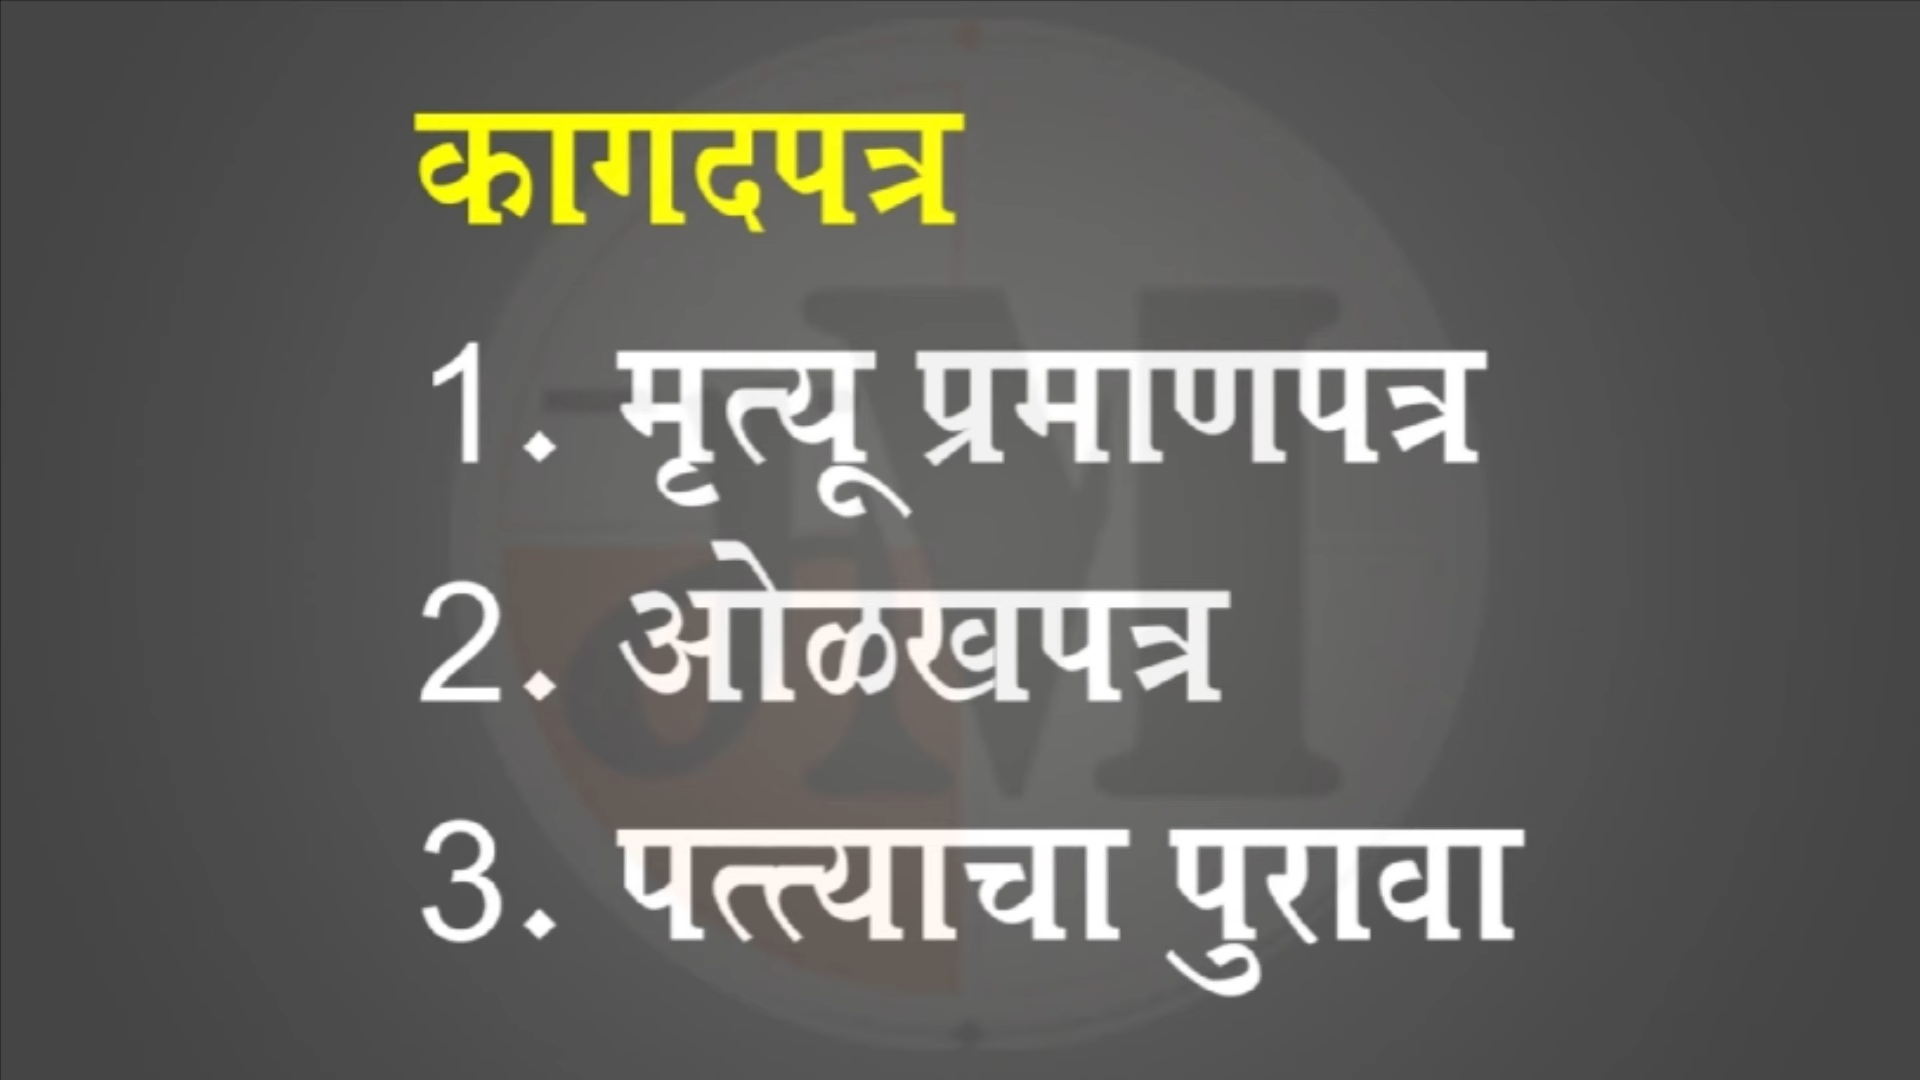 कागदपत्र
1. मृत्यू प्रमाणपत्र
2. ओळखपत्र
3. पत्त्याचा पुरावा